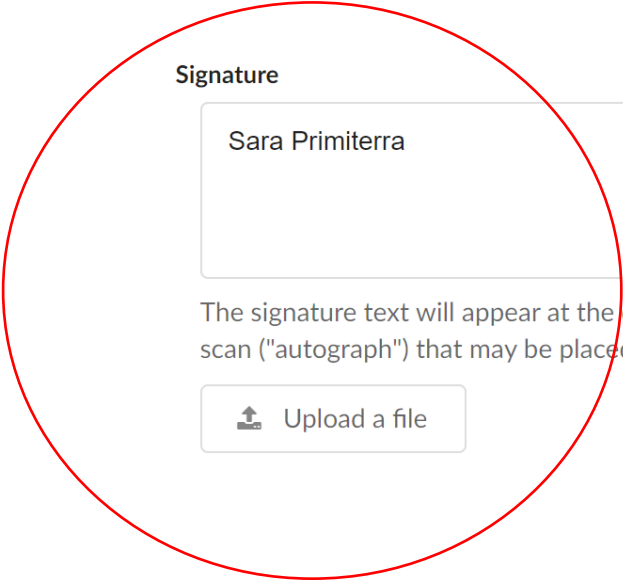 Signature
Sara Primiterra
The signature text will appear at the
scan ("autograph") that may be place
Upload a file